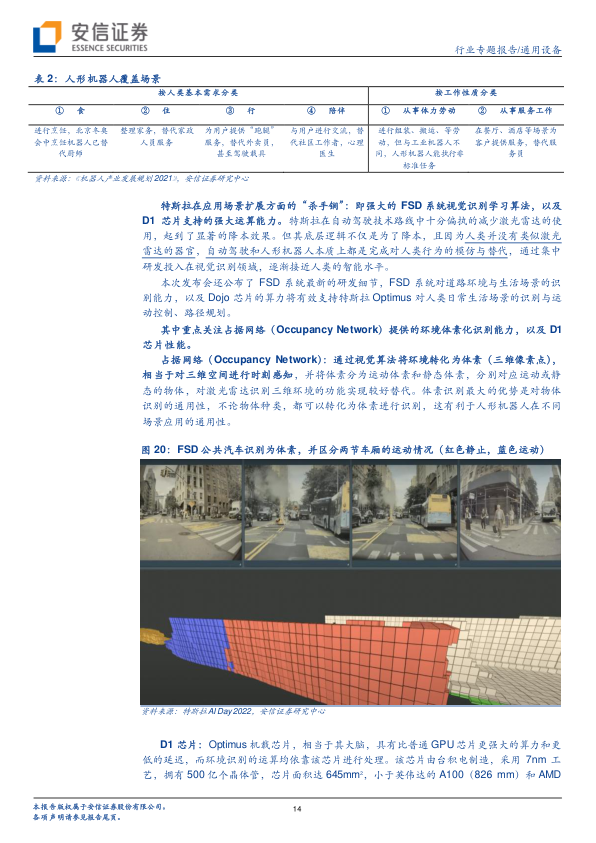 安信证券
ESSENCE SECURITIES
行业专题报告/通用设备
表 2：人形机器人覆盖场景
按人类基本需求分类 按工作性质分类
① 食 ② 住 ③ 行 ④ 陪伴 ① 从事体力劳动 ② 从事服务工作
进行烹饪，北京冬奥 整理家务，替代家政 为用户提供“跑腿” 与用户进行交流，替 进行组装、搬运，等劳 在餐厅、酒店等场景为
会中烹饪机器人已替 人员服务 服务，替代外卖员， 代社区工作者，心理 动，但与工业机器人不 客户提供服务，替代服
代厨师 甚至驾驶载具 医生 同，人形机器人能执行非 务员
标准任务
资料来源：《机器人产业发展规划 2021》，安信证券研究中心
特斯拉在应用场景扩展方面的“杀手锏”：即强大的 FSD 系统视觉识别学习算法，以及
D1 芯片支持的强大运算能力。特斯拉在自动驾驶技术路线中十分偏执的减少激光雷达的使
用，起到了显著的降本效果。但其底层逻辑不仅是为了降本，且因为人类并没有类似激光
雷达的器官，自动驾驶和人形机器人本质上都是完成对人类行为的模仿与替代，通过集中
研发投入在视觉识别领域，逐渐接近人类的智能水平。
本次发布会还公布了 FSD 系统最新的研发细节，FSD 系统对道路环境与生活场景的识
别能力，以及 Dojo 芯片的算力将有效支持特斯拉 Optimus 对人类日常生活场景的识别与运
动控制、路径规划。
其中重点关注占据网络（Occupancy Network）提供的环境体素化识别能力，以及 D1
芯片性能。
占据网络（Occupancy Network）：通过视觉算法将环境转化为体素（三维像素点），
相当于对三维空间进行时刻感知，并将体素分为运动体素和静态体素，分别对应运动或静
态的物体，对激光雷达识别三维环境的功能实现较好替代。体素识别最大的优势是对物体
识别的通用性，不论物体种类，都可以转化为体素进行识别，这有利于人形机器人在不同
场景应用的通用性。
图 20：FSD 公共汽车识别为体素，并区分两节车厢的运动情况（红色静止，蓝色运动）
资料来源：特斯拉 AI Day 2022，安信证券研究中心
D1 芯片：Optimus 机载芯片，相当于其大脑，具有比普通 GPU 芯片更强大的算力和更
低的延迟，而环境识别的运算均依靠该芯片进行处理。该芯片由台积电制造，采用 7nm 工
艺，拥有 500 亿个晶体管，芯片面积达 645mm²，小于英伟达的 A100（826 mm）和 AMD
本报告版权属于安信证券股份有限公司。
各项声明请参见报告尾页。
14